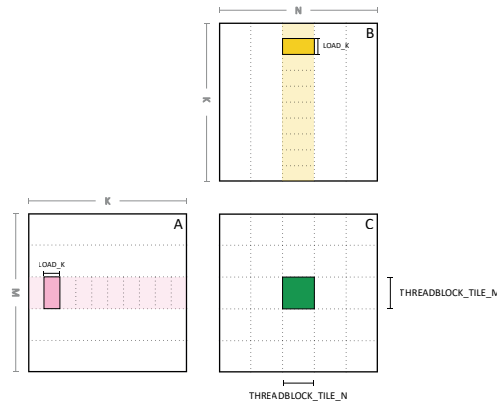 N
B
LOAD_K
K
K
A
C
LOAD_K
M
THREADBLOCK_TILE_M
THREADBLOCK_TILE_N